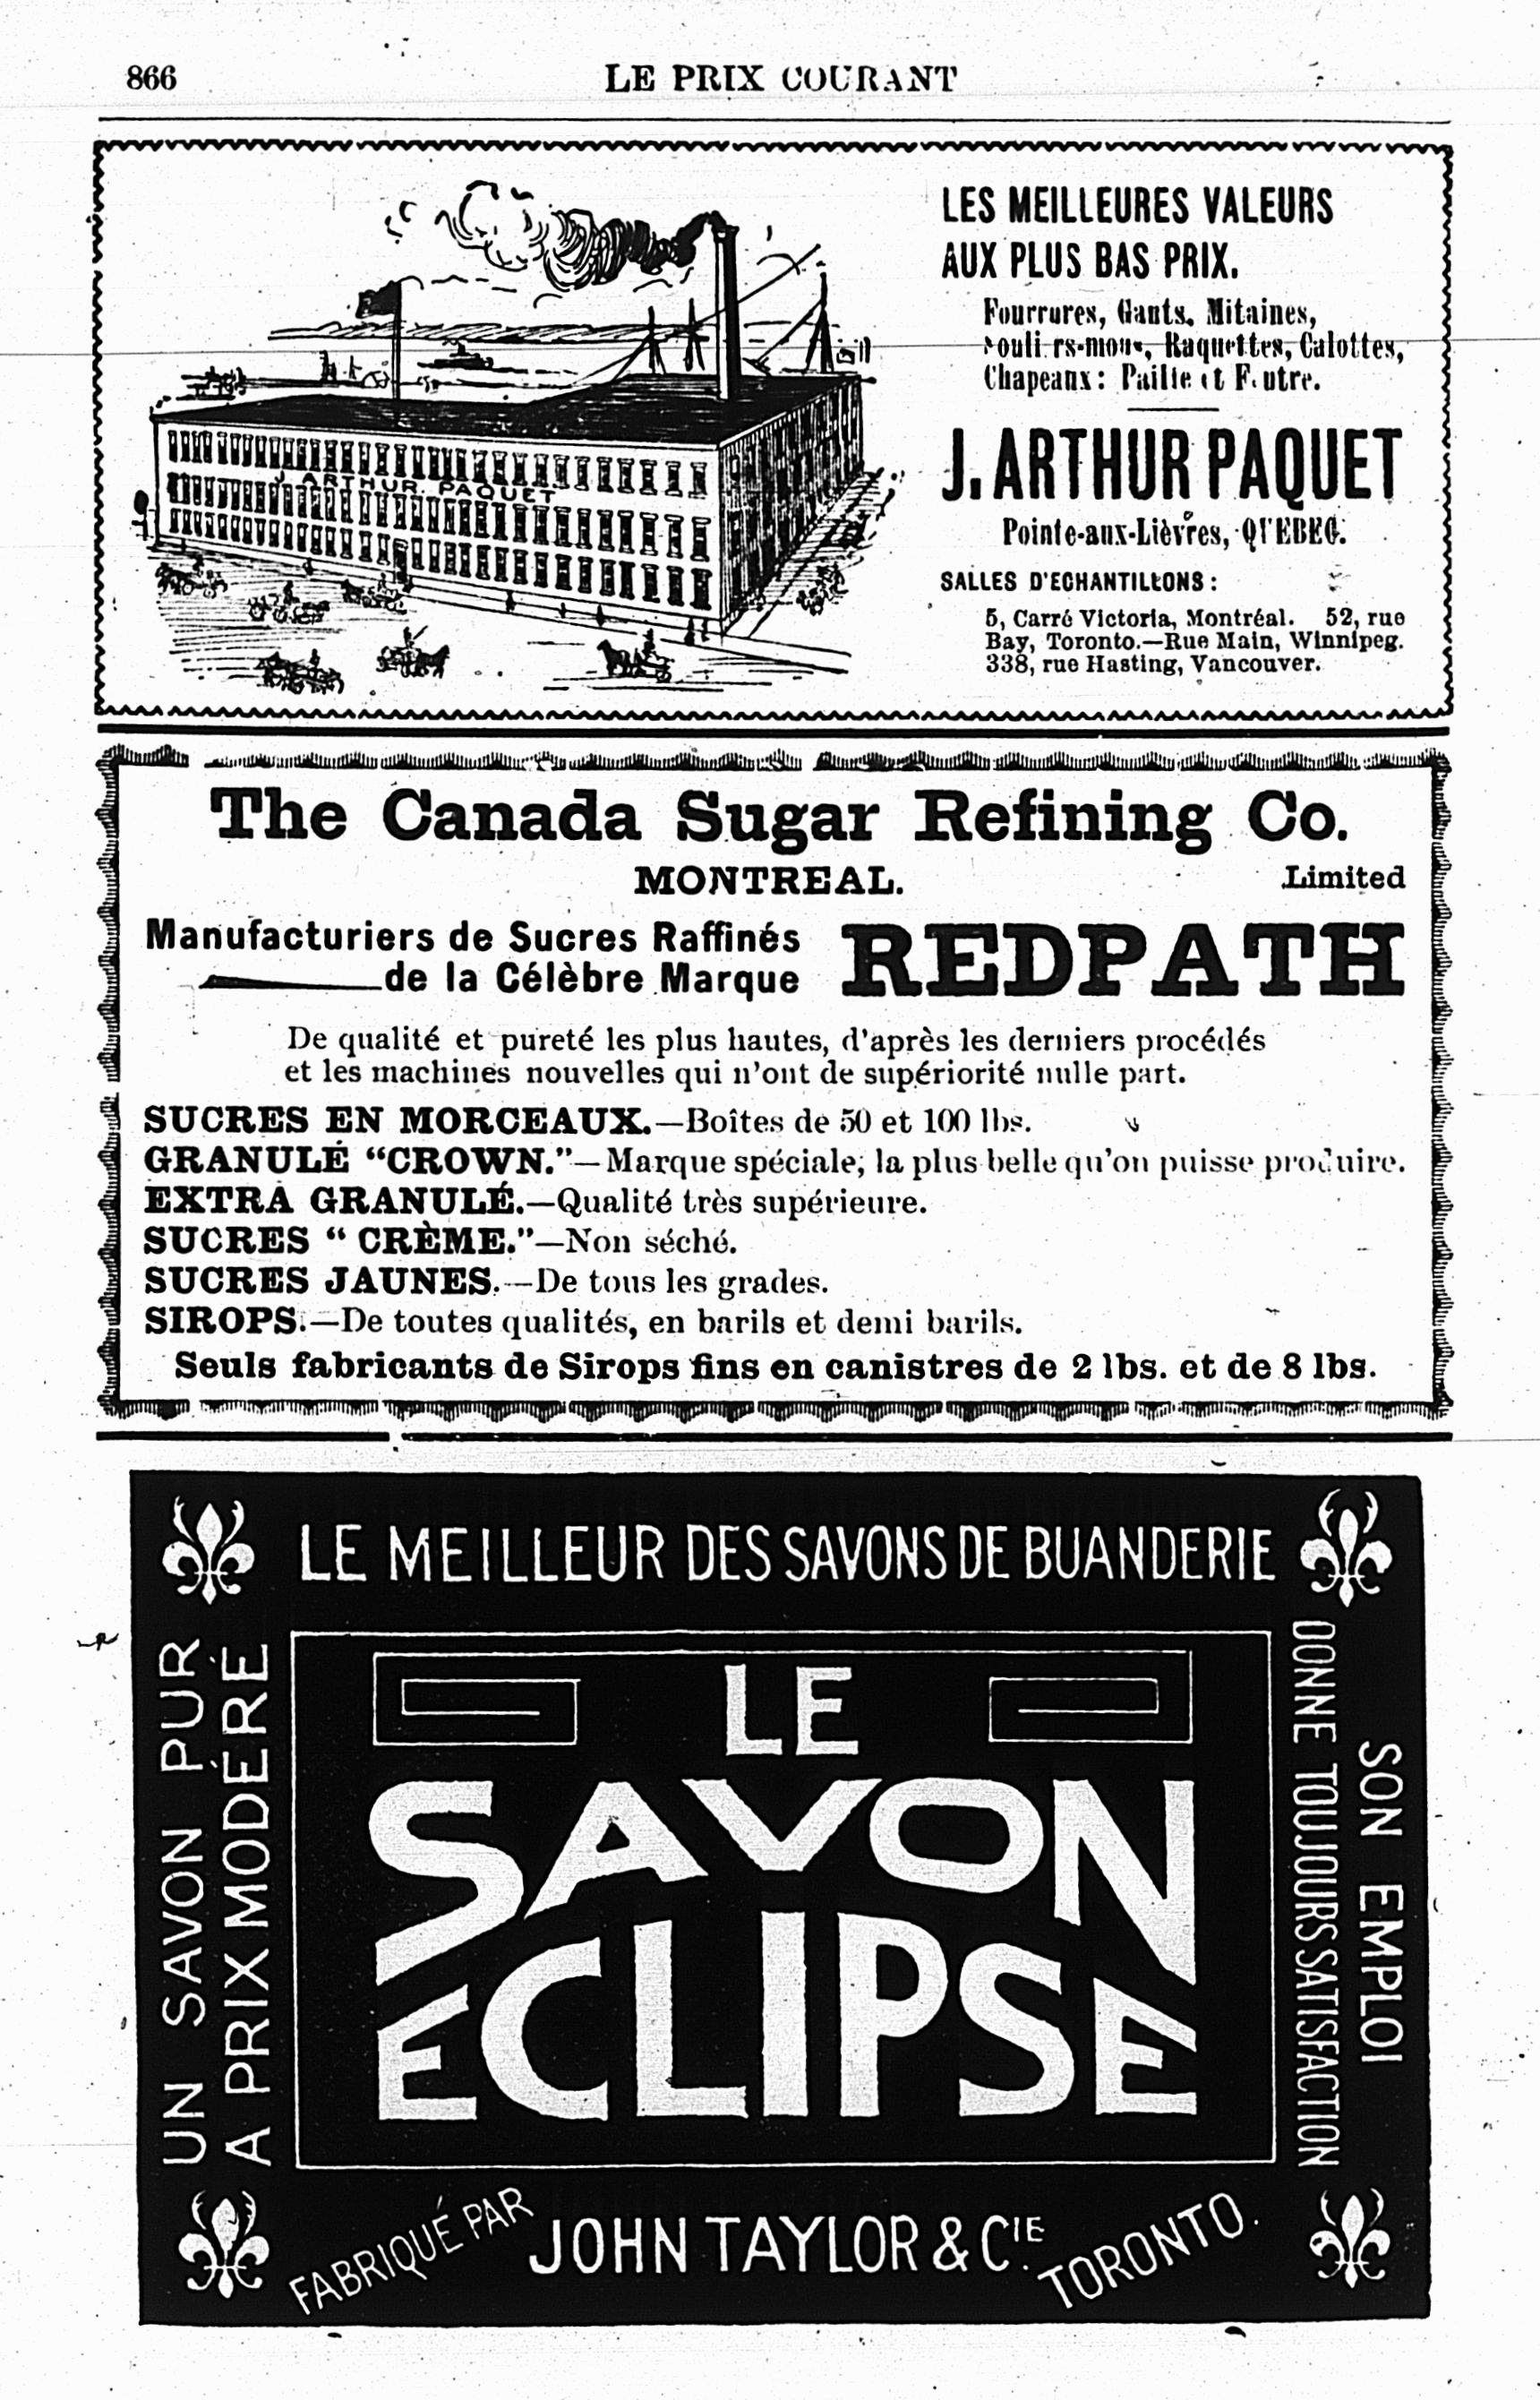 866
LE PRIX COURANT
LES MEILLEURES VALEURS
AUX PLUS BAS PRIX.
Fourrures, Gants, Mitaines,
Raquettes, Calottes,
Chapeaux: Paille et Feutre.
J. ARTHUR PAQUET
J. ARTHUR PAQUET
Pointe-aux-Lièvres, QUEBEC.
SALLES D'ECHANTILLONS:
5, Carré Victoria, Montréal. 52, rue
Bay, Toronto.—Rue Main, Winnipeg.
338, rue Hasting, Vancouver.
The Canada Sugar Refining Co.
MONTREAL.
Limited
Manufacturiers de Sucres Raffinés
de la Célèbre Marque
REDPATH
De qualité et pureté les plus hautes, d'après les derniers procédés
et les machines nouvelles qui n'ont de supériorité nulle part.
SUCRES EN MORCEAUX.—Boîtes de 50 et 100 lbs.
GRANULÉ "CROWN."—Marque spéciale, la plus belle qu'on puisse produire.
EXTRA GRANULÉ.—Qualité très supérieure.
SUCRES " CRÈME."—Non séché.
SUCRES JAUNES.—De tous les grades.
SIROPS.—De toutes qualités, en barils et demi barils.
Seuls fabricants de Sirops fins en canistres de 2 lbs. et de 8 lbs.
LE MEILLEUR DES SAVONS DE BUANDERIE
UN SAVON PUR
A PRIX MODÉRÉ
LE
SAVON
ECLIPSE
SON EMPLOI
DONNE TOUJOURS SATISFACTION
FABRIQUÉ PAR JOHN TAYLOR & CIE. TORONTO.